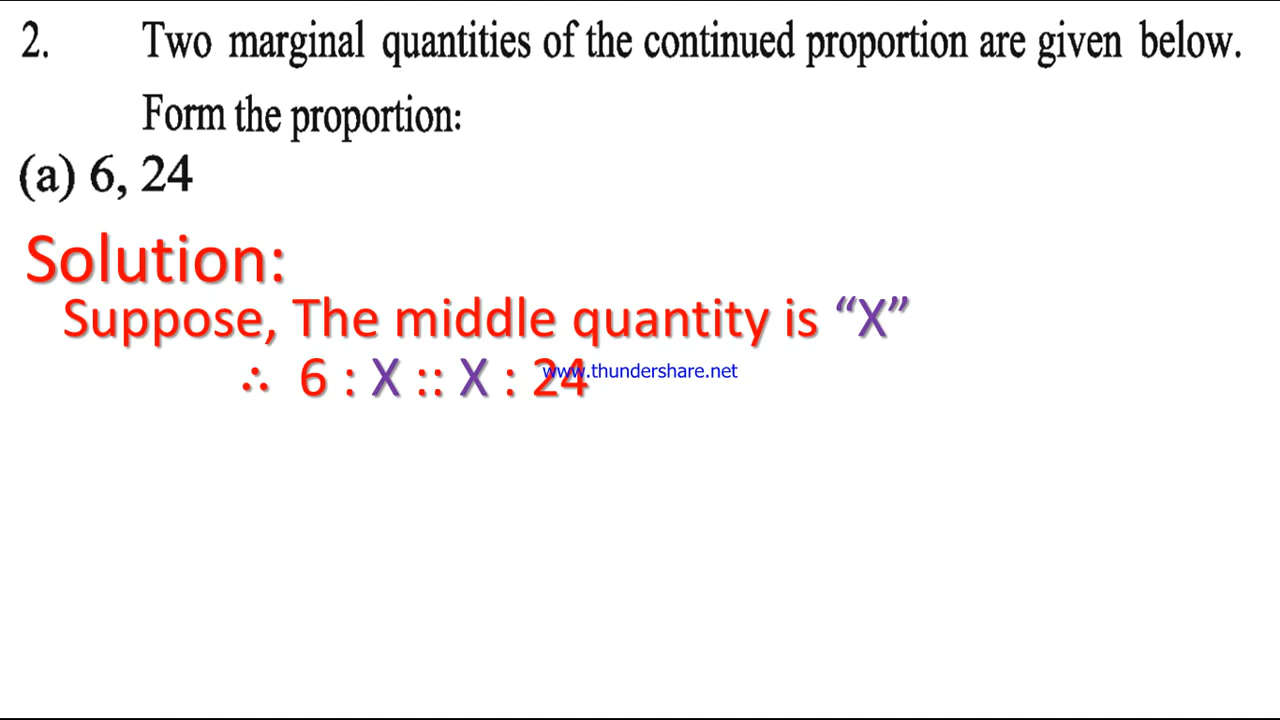 2. Two marginal quantities of the continued proportion are given below.
Form the proportion:
(a) 6, 24
Solution:
Suppose, The middle quantity is “X”
∴ 6 : X :: X : 24
www.thundershare.net